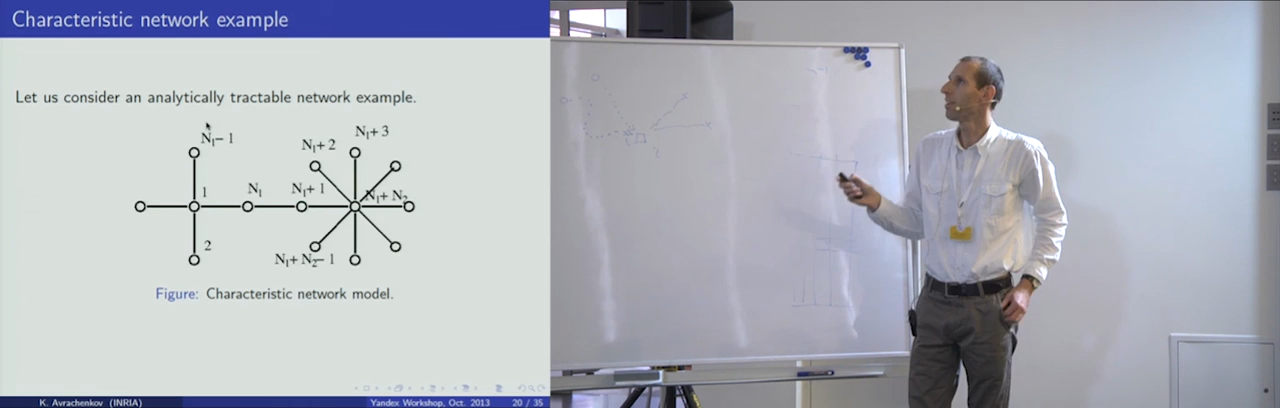 Characteristic network example
Let us consider an analytically tractable network example.
N₁− 1
N₁+ 3
N₁+ 2
1
N₁
N₁+ 1
N₁+ N₂
2
N₁+ N₂− 1
Figure: Characteristic network model.
K. Avrachenkov (INRIA)
Yandex Workshop, Oct. 2013
20 / 35